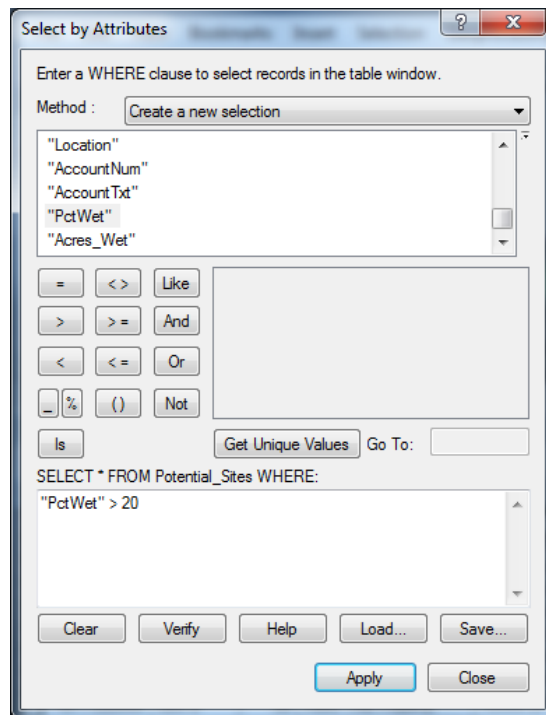 Select by Attributes
Enter a WHERE clause to select records in the table window.
Method : Create a new selection
"Location"
"AccountNum"
"AccountTxt"
"PctWet"
"Acres_Wet"
= < > Like
> > = And
< < = Or
_ % ( ) Not
Is Get Unique Values Go To:
SELECT * FROM Potential_Sites WHERE:
"PctWet" > 20
Clear Verify Help Load... Save...
Apply Close